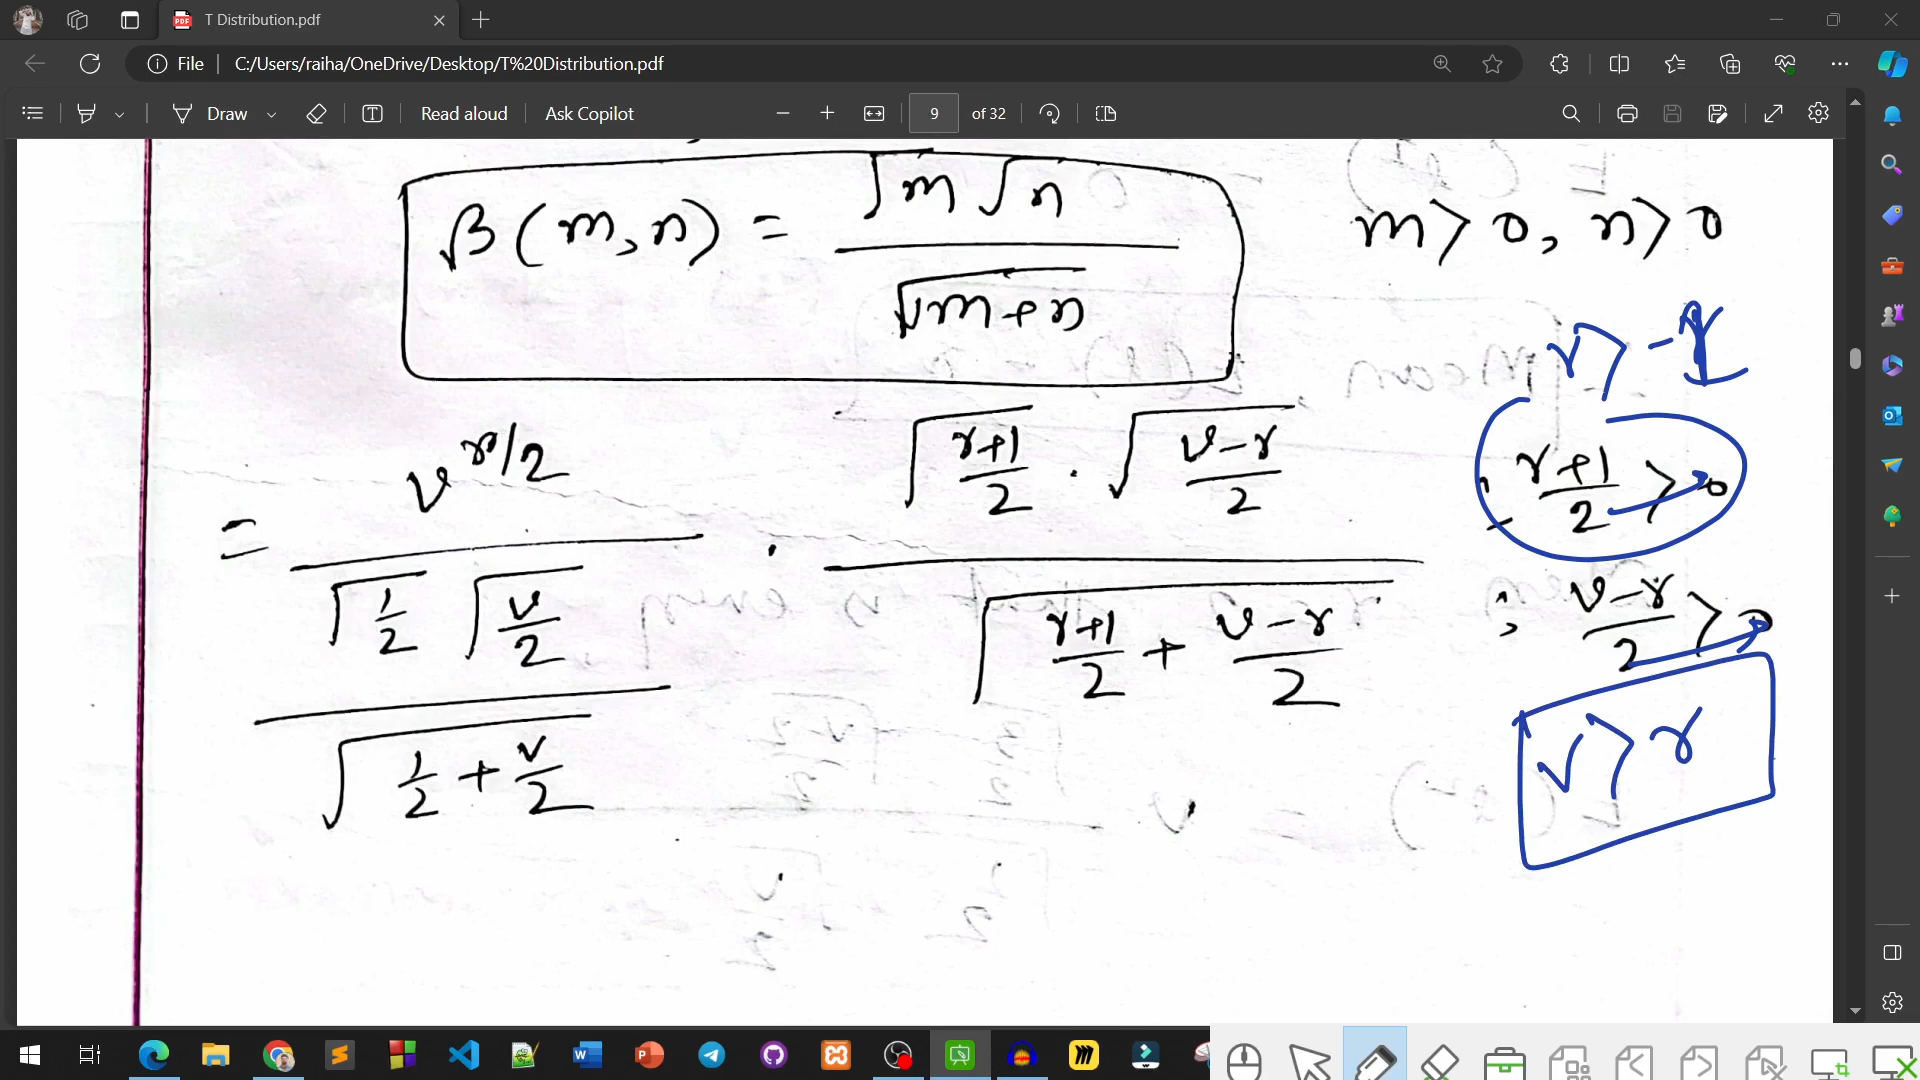 T Distribution.pdf
File | C:/Users/raiha/OneDrive/Desktop/T%20Distribution.pdf
Draw Read aloud Ask Copilot 9 of 32
β(m,n) = √m √n / √m+n m > 0, n > 0
r > -1
= ν^r/2 / (√1/2 √ν/2 / √1/2 + ν/2) · √r+1/2 · √ν-r/2 / √r+1/2 + ν-r/2
: r+1/2 > 0
; ν-r/2 > 0
ν > r